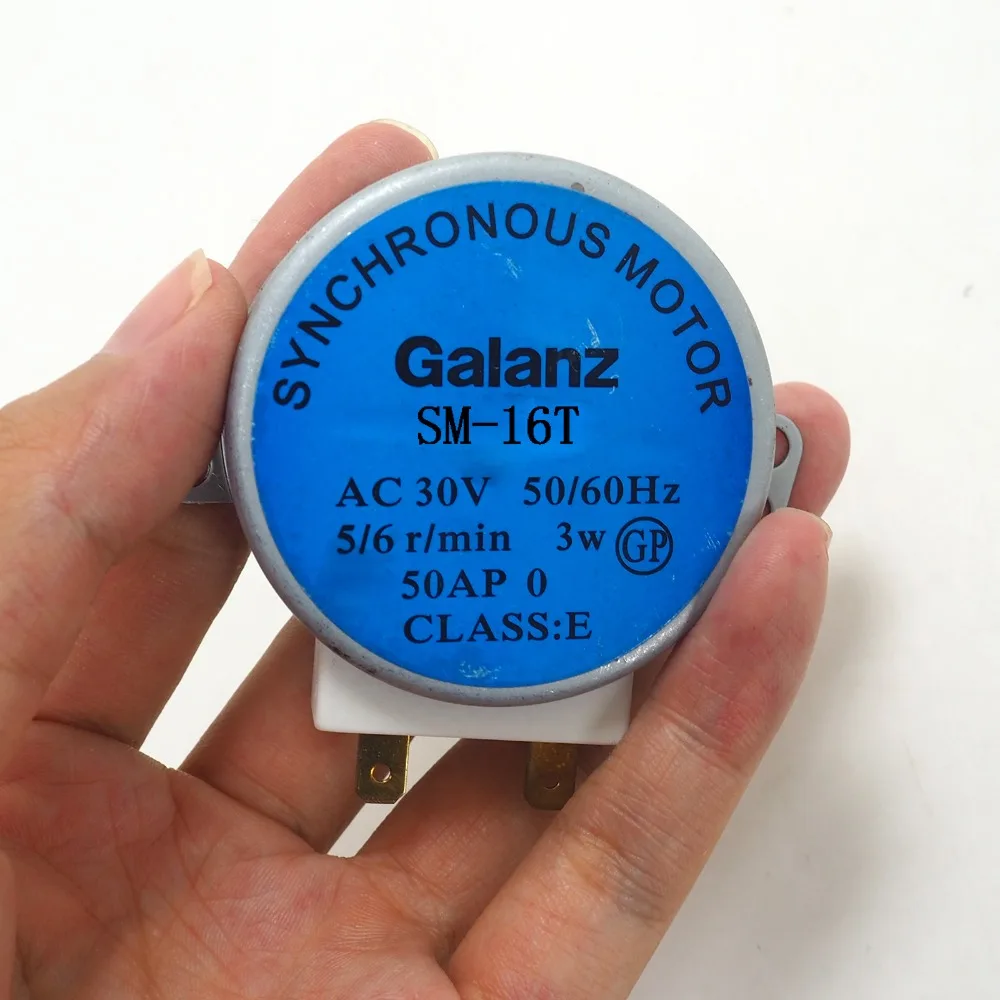 SYNCHRONOUS MOTOR
Galanz
SM-16T
AC 30V 50/60Hz
5/6 r/min 3w GP
50AP 0
CLASS:E